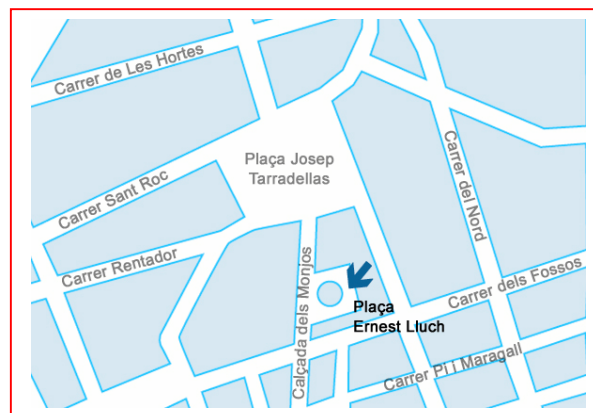 Carrer de Les Hortes
Plaça Josep
Tarradellas
Carrer Sant Roc
Carrer del Nord
Carrer Rentador
Calçada dels Monjos
Carrer dels Fossos
Plaça
Ernest Lluch
Carrer Pi i Maragall